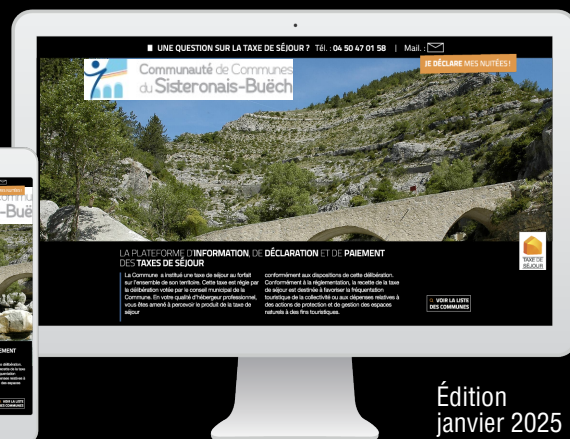 UNE QUESTION SUR LA TAXE DE SÉJOUR ? Tél. : 04 50 47 01 58 | Mail. :
JE DÉCLARE MES NUITÉES !
Communauté de Communes
du Sisteronais-Buëch
LA PLATEFORME D'INFORMATION, DE DÉCLARATION ET DE PAIEMENT
DES TAXES DE SÉJOUR
La Commune a institué une taxe de séjour au forfait
sur l'ensemble de son territoire. Cette taxe est régie par
la délibération votée par le conseil municipal de la
Commune. En votre qualité d'hébergeur professionnel,
vous êtes amené à percevoir le produit de la taxe de
séjour
conformément aux dispositions de cette délibération.
Conformément à la réglementation, la recette de la taxe
de séjour est destinée à favoriser la fréquentation
touristique de la collectivité ou aux dépenses relatives à
des actions de protection et de gestion des espaces
naturels à des fins touristiques.
TAXE DE
SÉJOUR
VOIR LA LISTE
DES COMMUNES
Édition
janvier 2025